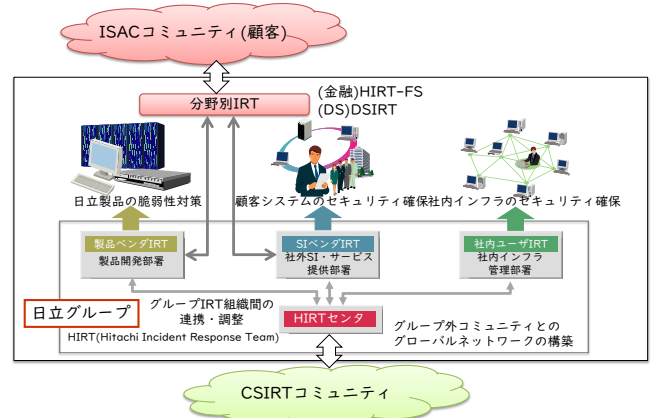 ISACコミュニティ(顧客)
分野別IRT
(金融)HIRT-FS
(DS)DSIRT
日立製品の脆弱性対策
顧客システムのセキュリティ確保
社内インフラのセキュリティ確保
製品ベンダIRT
製品開発部署
SIベンダIRT
社外SI・サービス
提供部署
社内ユーザIRT
社内インフラ
管理部署
日立グループ
グループIRT組織間の
連携・調整
HIRTセンタ
HIRT(Hitachi Incident Response Team)
グループ外コミュニティとの
グローバルネットワークの構築
CSIRTコミュニティ